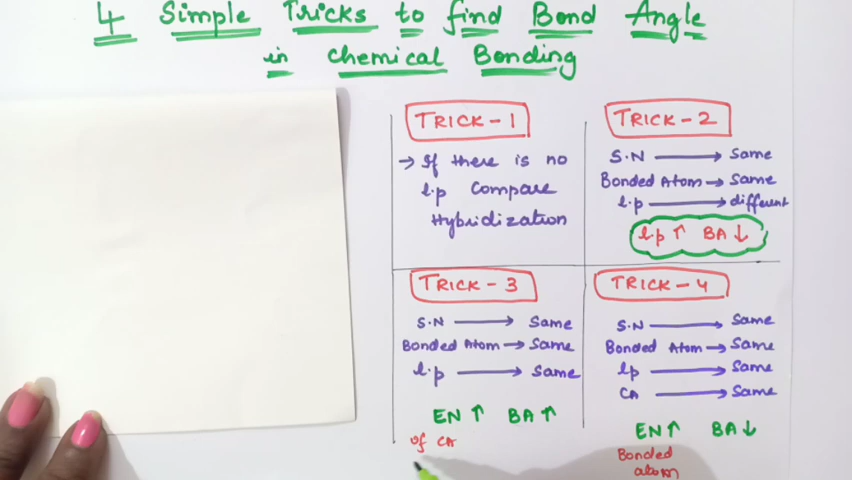 4 Simple Tricks to find Bond Angle
in Chemical Bonding
TRICK - 1
→ If there is no
l.p Compare
Hybridization
TRICK - 2
S.N → Same
Bonded Atom → Same
l.p → different
l.p ↑ BA ↓
TRICK - 3
S.N → Same
Bonded Atom → Same
l.p → Same
EN ↑ BA ↑
of CA
TRICK - 4
S.N → Same
Bonded Atom → Same
lp → Same
CA → Same
EN ↑ BA ↓
Bonded
atom